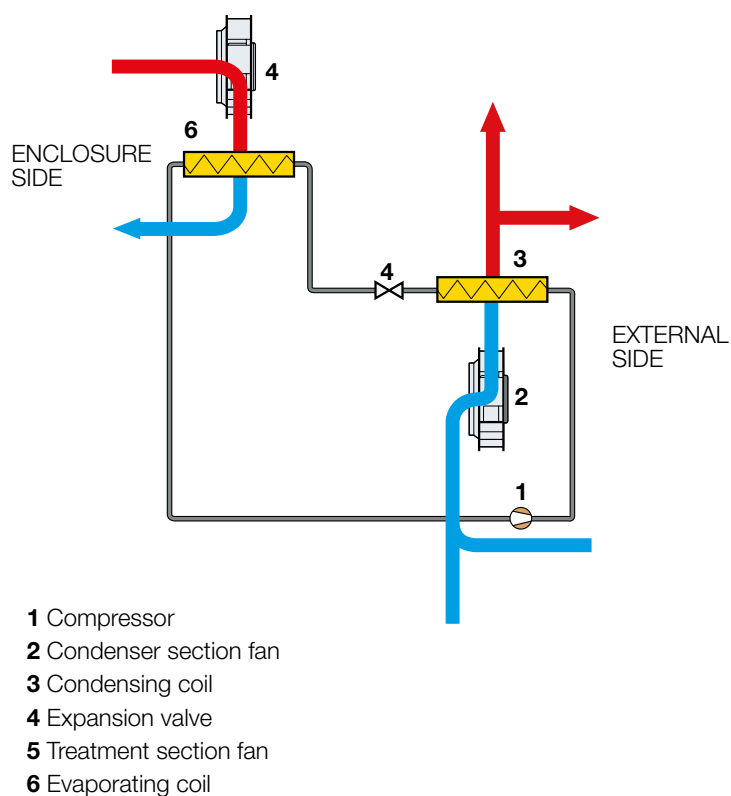 4
6
ENCLOSURE
SIDE
3
4
EXTERNAL
SIDE
2
1
1 Compressor
2 Condenser section fan
3 Condensing coil
4 Expansion valve
5 Treatment section fan
6 Evaporating coil